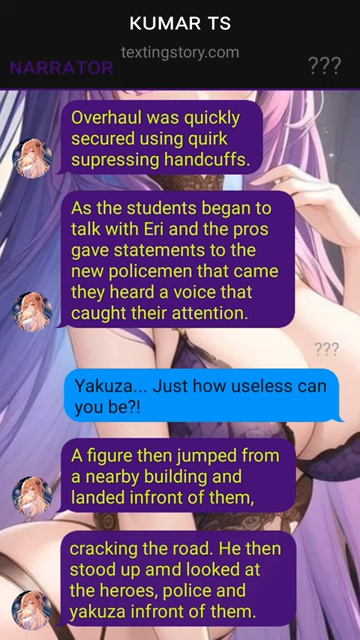 KUMAR TS
textingstory.com
NARRATOR
???
Overhaul was quickly
secured using quirk
supressing handcuffs.
As the students began to
talk with Eri and the pros
gave statements to the
new policemen that came
they heard a voice that
caught their attention.
???
Yakuza... Just how useless can
you be?!
A figure then jumped from
a nearby building and
landed infront of them,
cracking the road. He then
stood up amd looked at
the heroes, police and
yakuza infront of them.